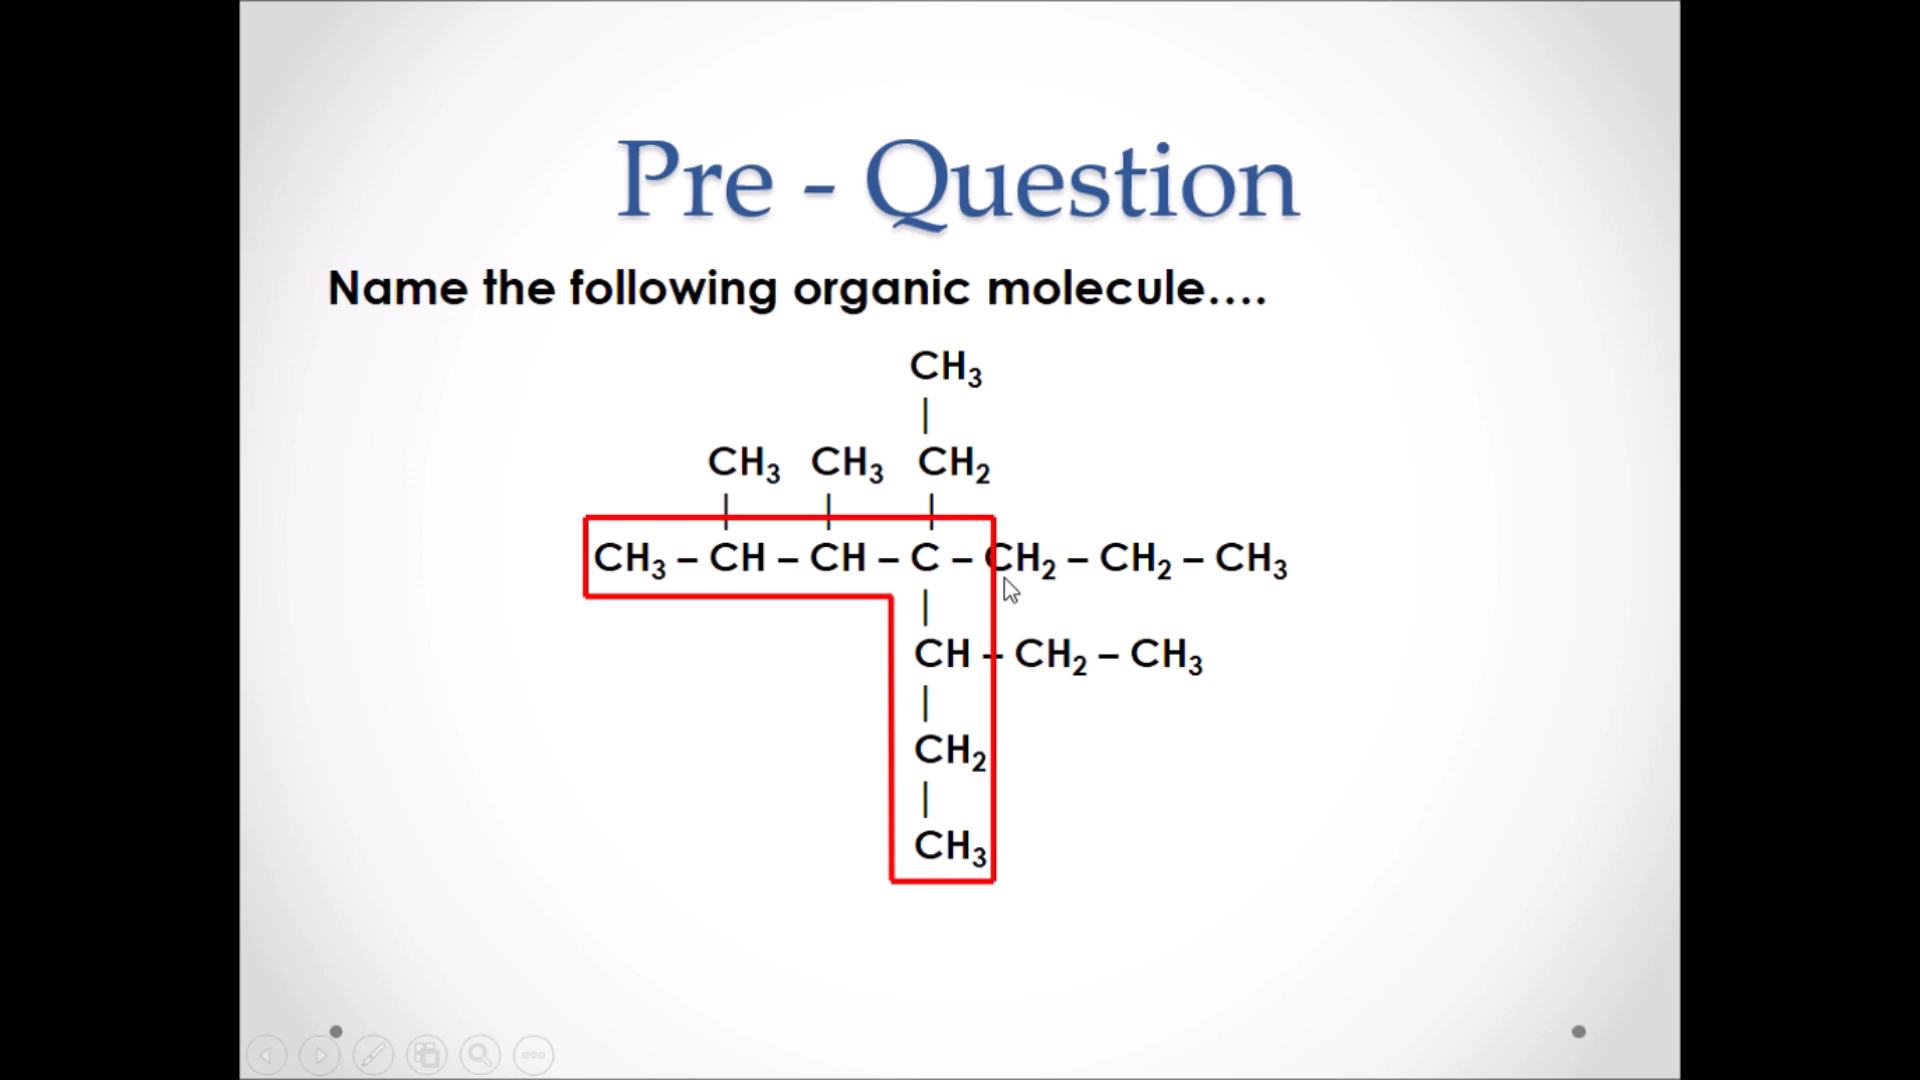 Pre - Question
Name the following organic molecule....
CH₃
|
CH₃ CH₃ CH₂
| | |
CH₃ – CH – CH – C – CH₂ – CH₂ – CH₃
|
CH – CH₂ – CH₃
|
CH₂
|
CH₃